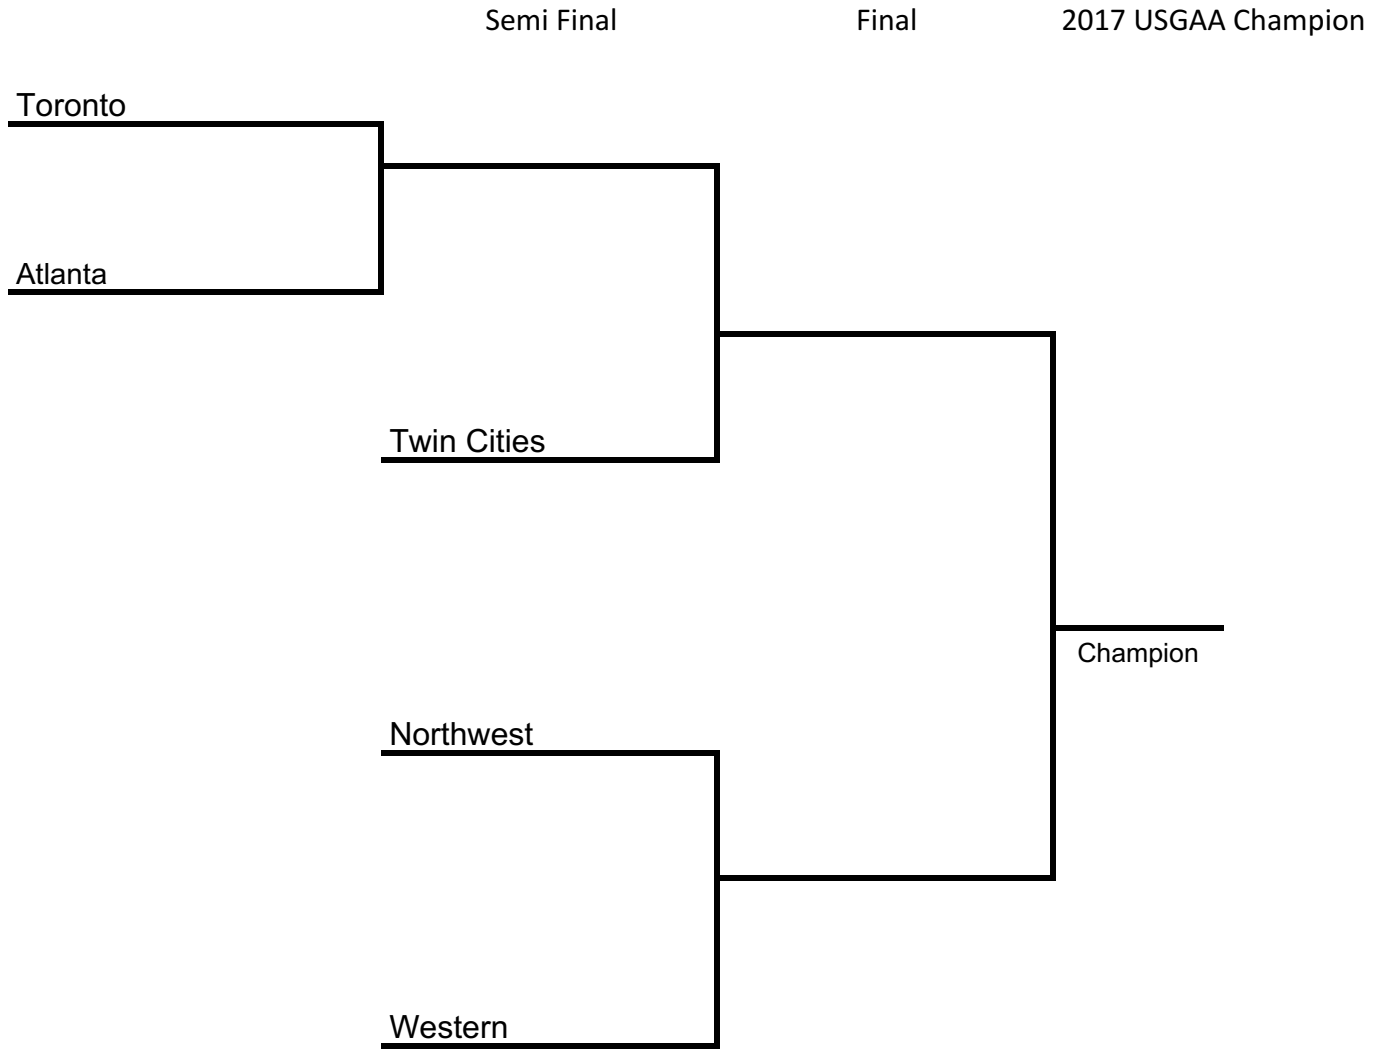 Semi Final Final 2017 USGAA Champion
Toronto
Atlanta
Twin Cities
Champion
Northwest
Western